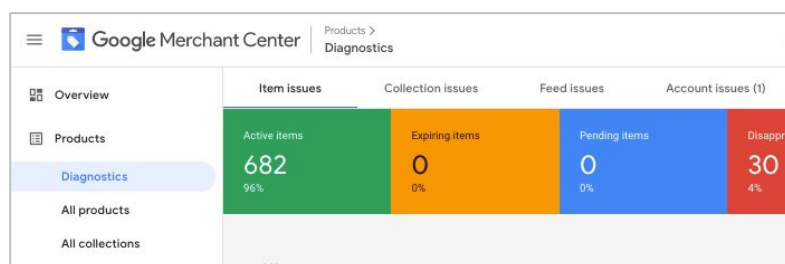 Google Merchant Center
Products >
Diagnostics
Overview
Products
Diagnostics
All products
All collections
Item issues
Collection issues
Feed issues
Account issues (1)
Active items
682
96%
Expiring items
0
0%
Pending items
0
0%
Disappr
30
4%